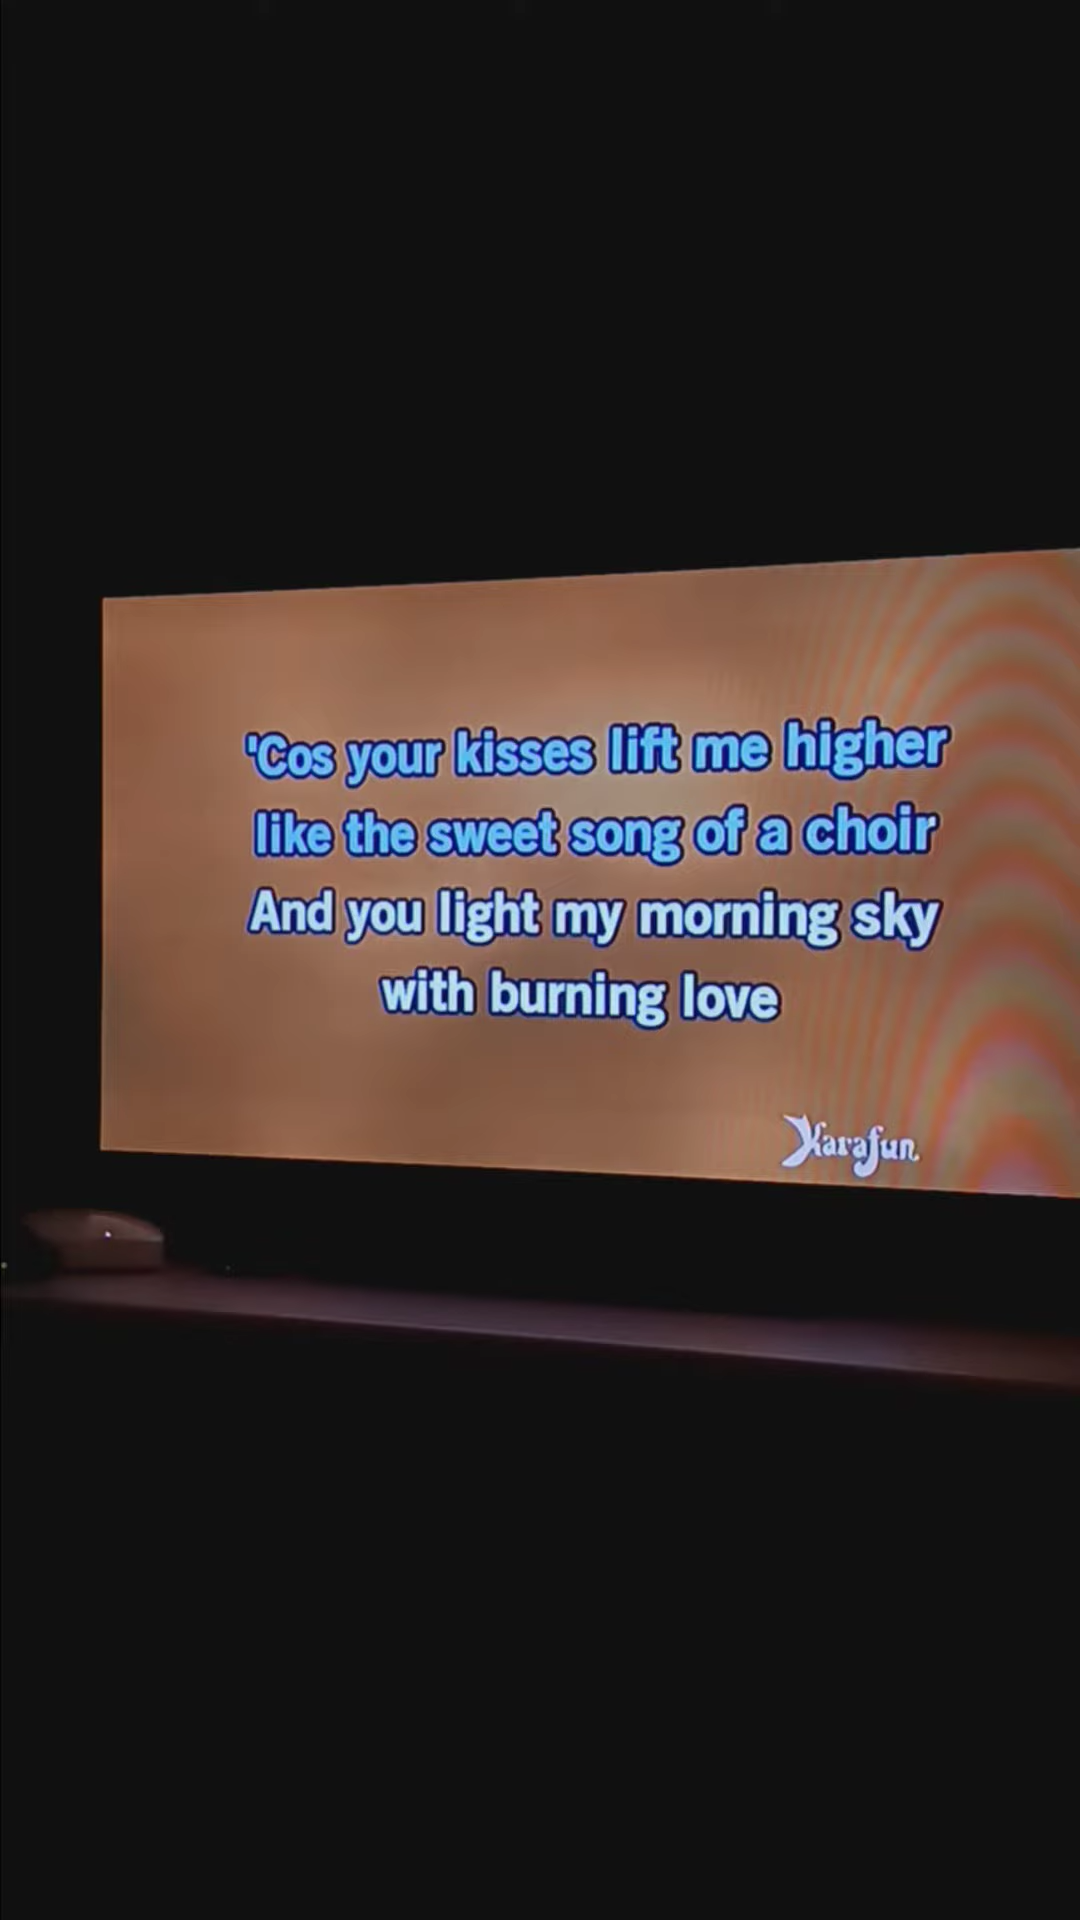 'Cos your kisses lift me higher
like the sweet song of a choir
And you light my morning sky
with burning love
Karafun